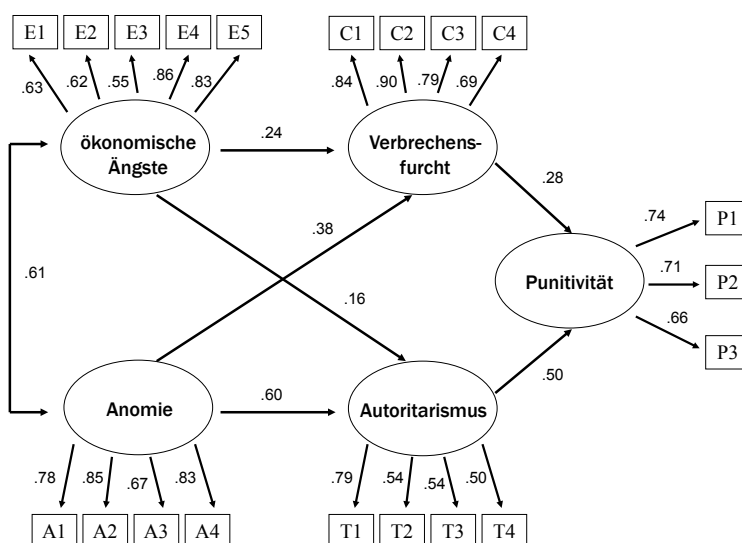 E1 E2 E3 E4 E5
C1 C2 C3 C4
.63 .62 .55 .86 .83
.84 .90 .79 .69
ökonomische
Ängste
.24
Verbrechens-
furcht
.28
.38
.74
P1
.61
Punitivität
.71
P2
.16
.66
P3
.50
Anomie
.60
Autoritarismus
.78 .85 .67 .83
.79 .54 .54 .50
A1 A2 A3 A4
T1 T2 T3 T4